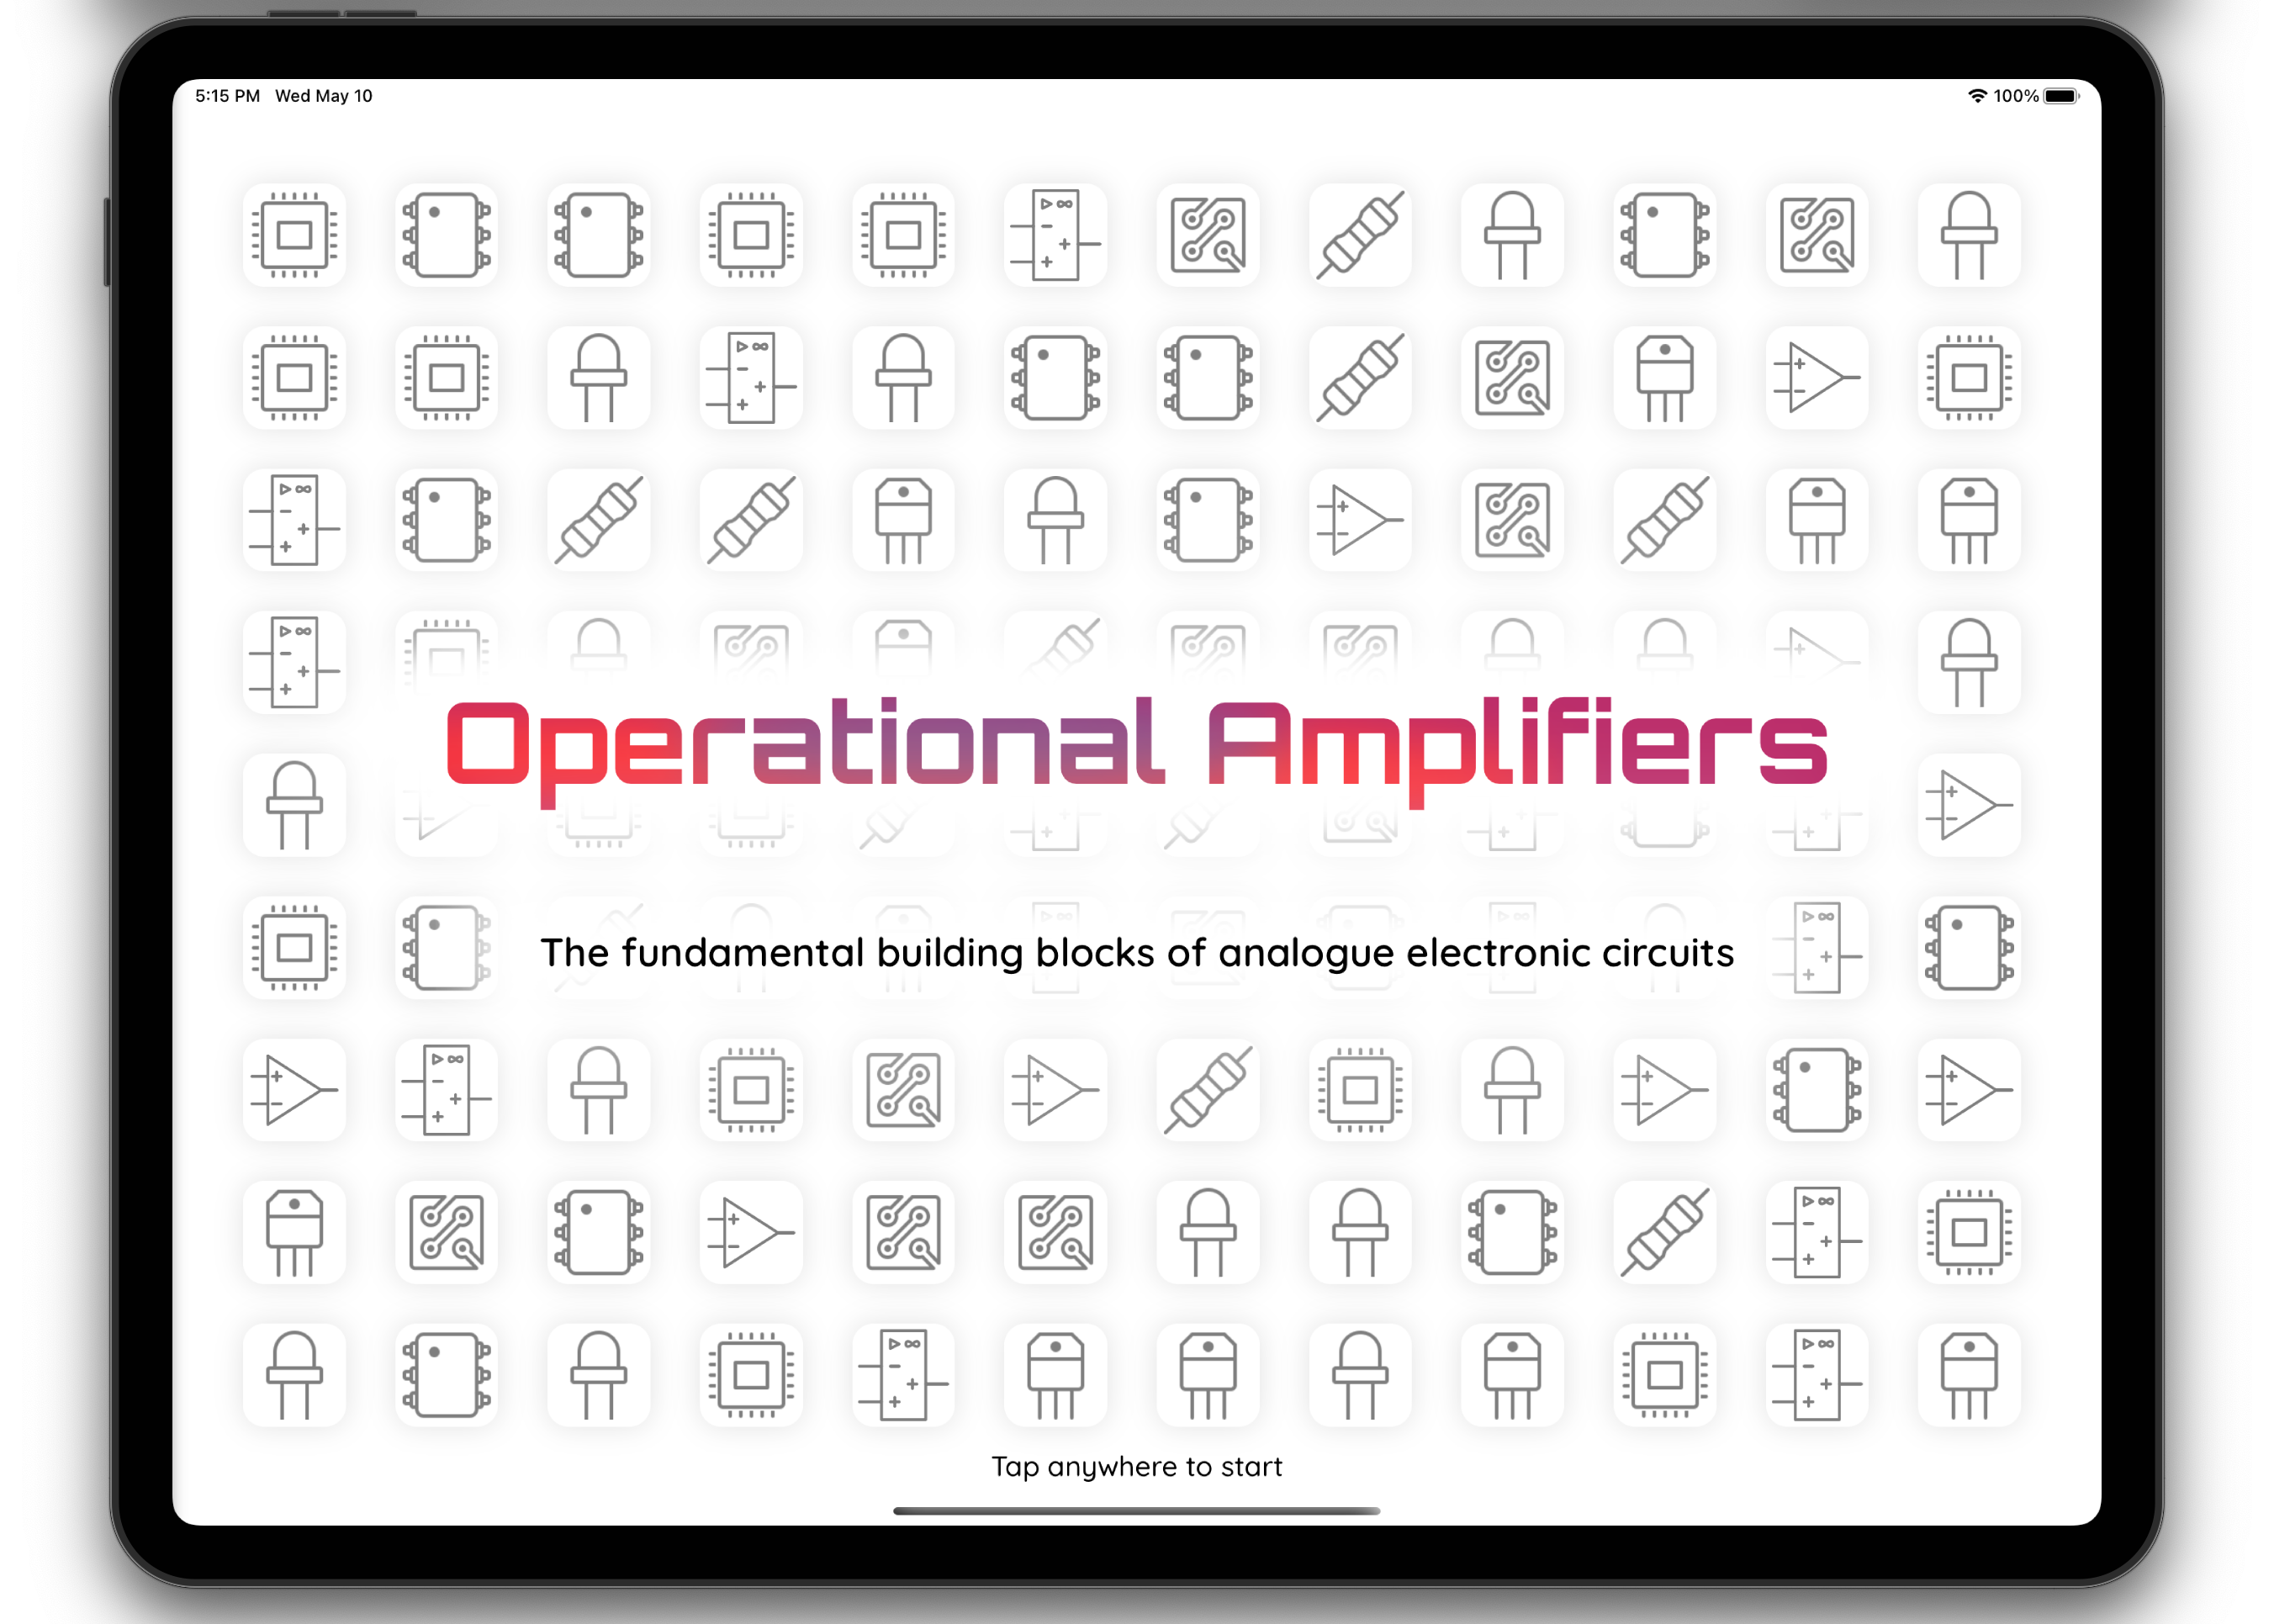 5:15 PM Wed May 10
100%
Operational Amplifiers
The fundamental building blocks of analogue electronic circuits
Tap anywhere to start